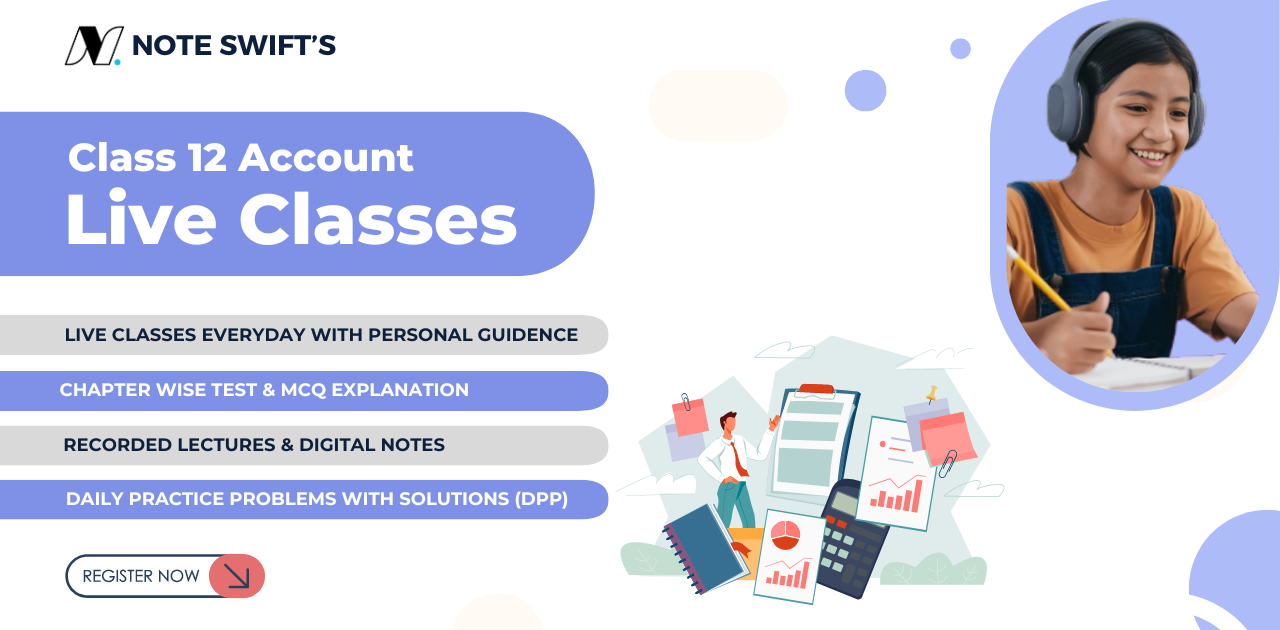 NOTE SWIFT'S
Class 12 Account
Live Classes
LIVE CLASSES EVERYDAY WITH PERSONAL GUIDENCE
CHAPTER WISE TEST & MCQ EXPLANATION
RECORDED LECTURES & DIGITAL NOTES
DAILY PRACTICE PROBLEMS WITH SOLUTIONS (DPP)
REGISTER NOW